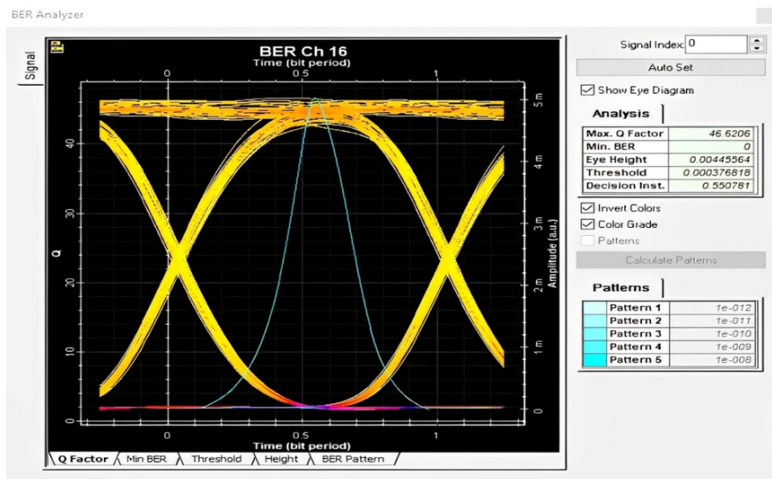 BER Analyzer
Signal
BER Ch 16
Time (bit period)
0 0.5 1
Q
0 10 20 30 40
Amplitude (a.u.)
0 1 m 2 m 3 m 4 m 5 m
0 0.5 1
Time (bit period)
Q Factor Min BER Threshold Height BER Pattern
Signal Index: 0
Auto Set
Show Eye Diagram
Analysis
Max. Q Factor 46.6206
Min. BER 0
Eye Height 0.00445564
Threshold 0.000376818
Decision Inst. 0.550781
Invert Colors
Color Grade
Patterns
Calculate Patterns
Patterns
Pattern 1 1e-012
Pattern 2 1e-011
Pattern 3 1e-010
Pattern 4 1e-009
Pattern 5 1e-008